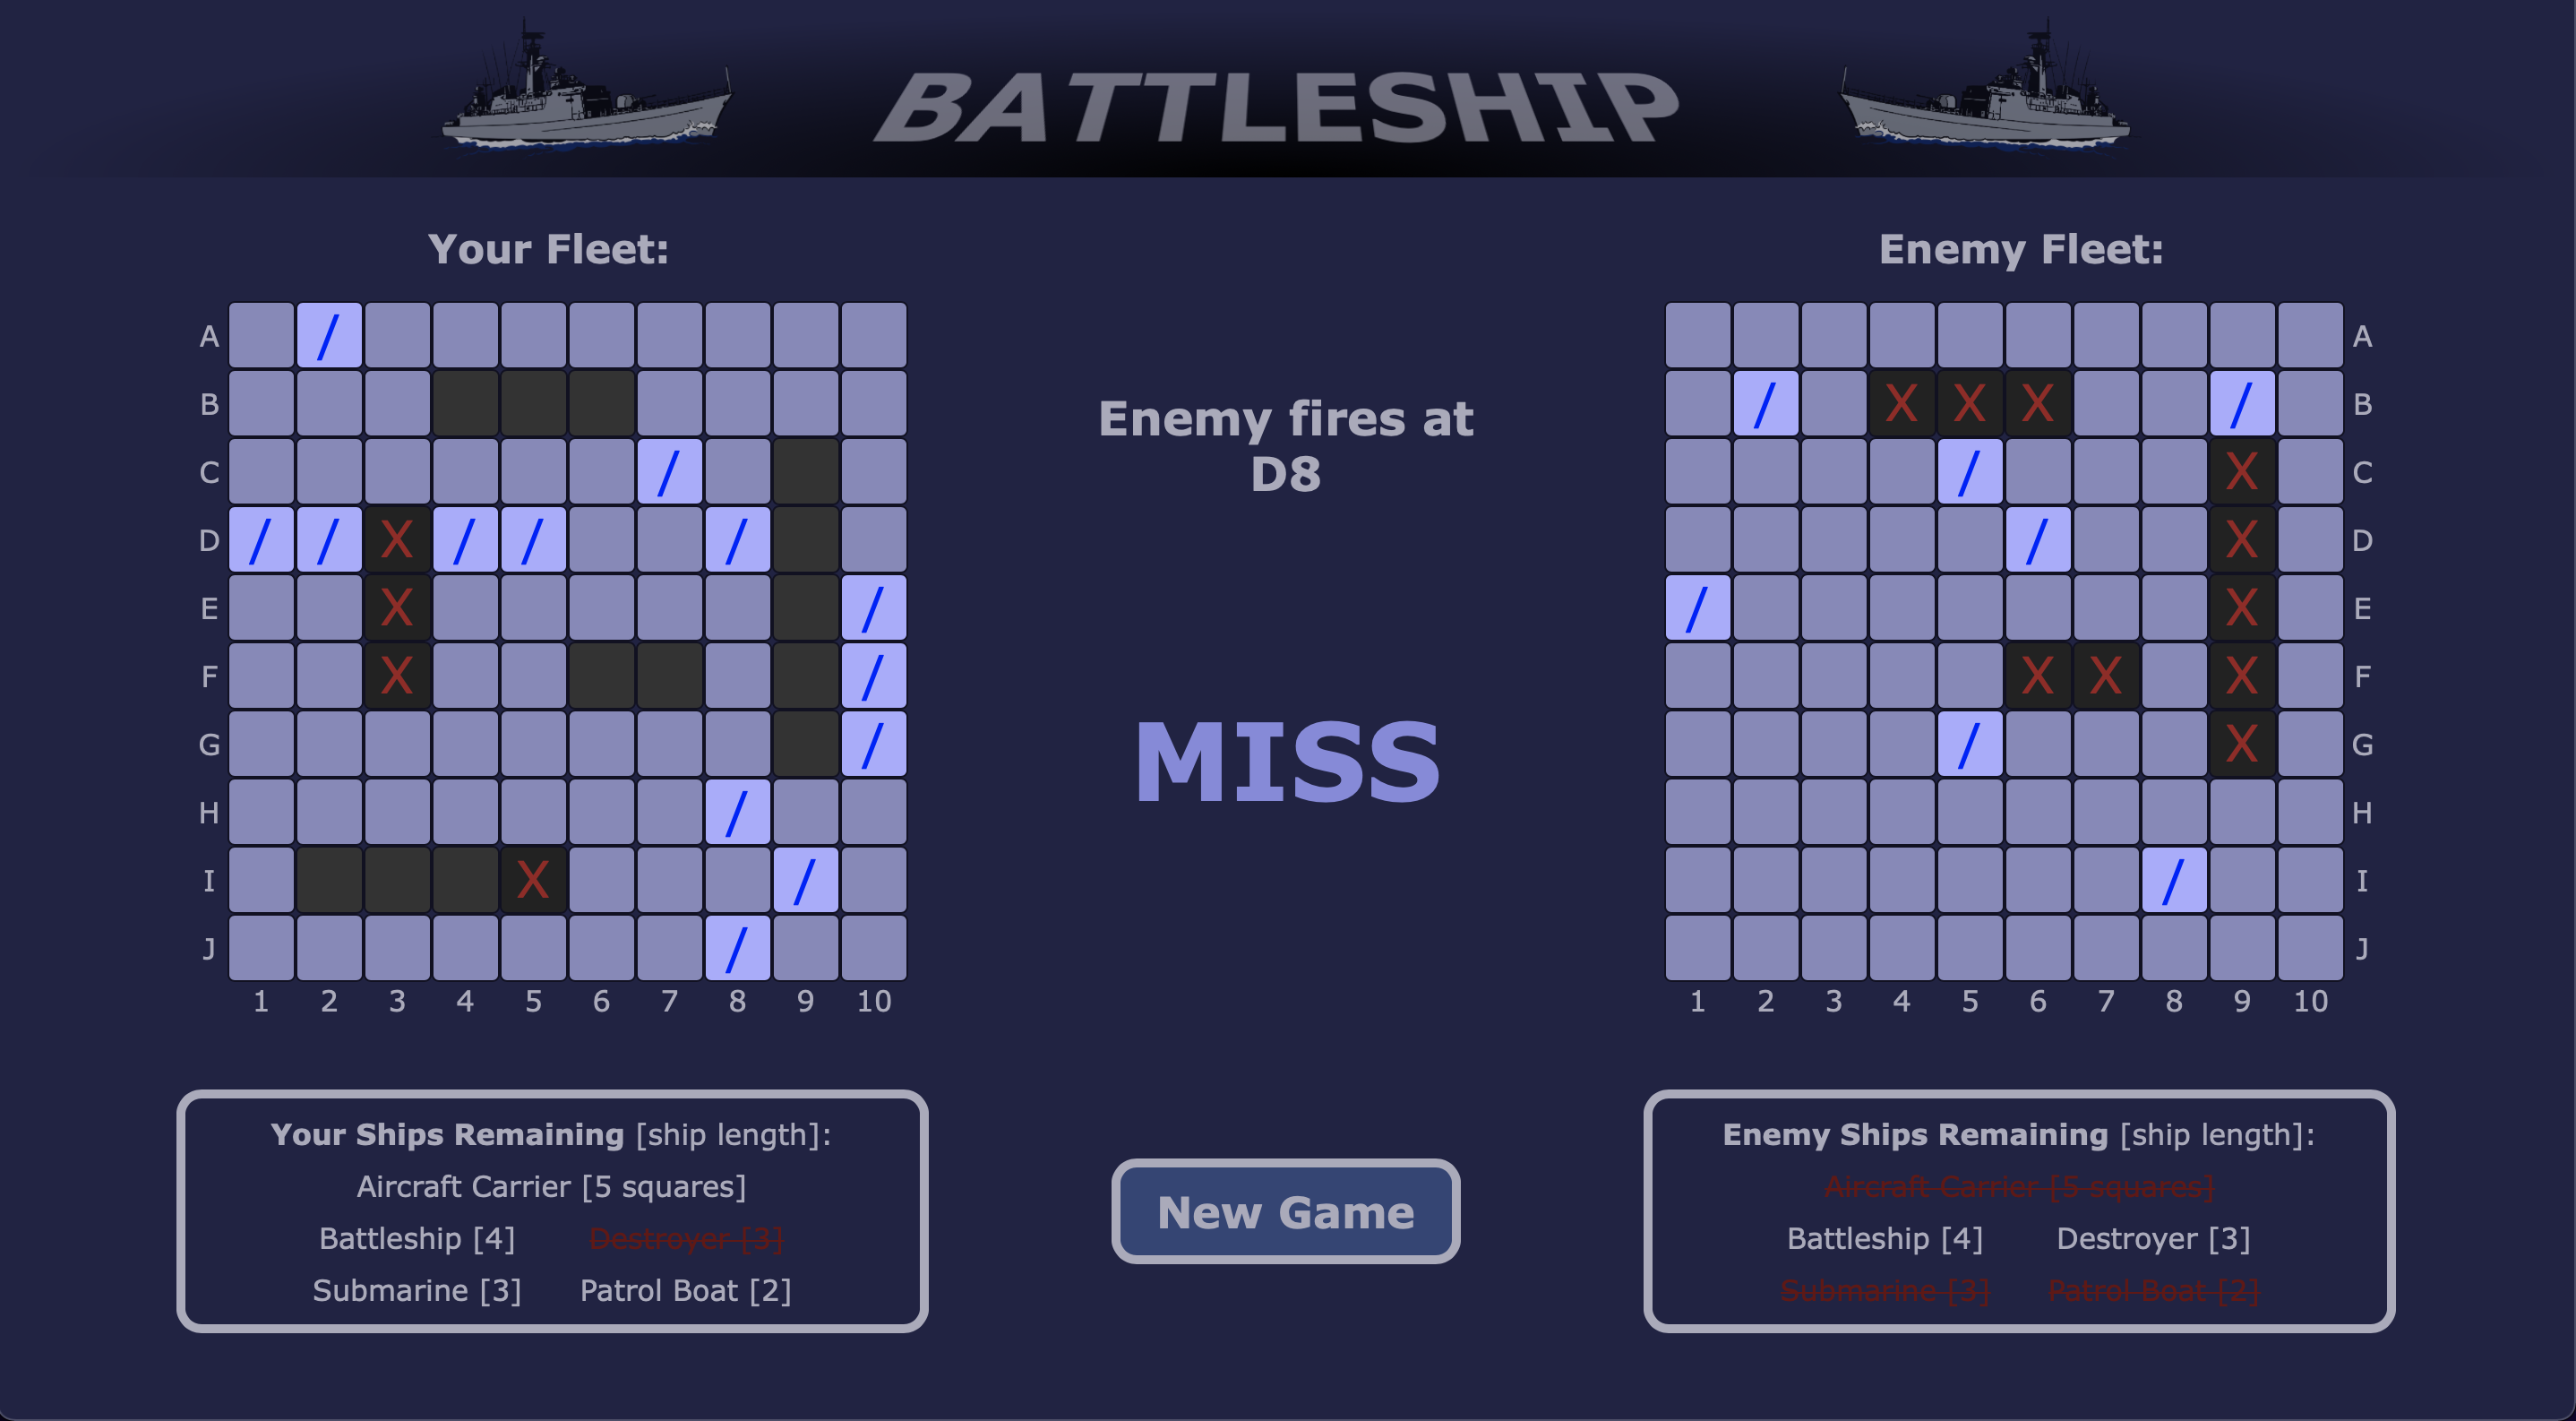 BATTLESHIP
Your Fleet:
Enemy Fleet:
A / A
B / X X X / B
C / / X C
D / / X / / / / X D
E X / / X E
F X / X X X F
G / / X G
H / H
I X / / I
J / J
1 2 3 4 5 6 7 8 9 10 1 2 3 4 5 6 7 8 9 10
Enemy fires at
D8
MISS
Your Ships Remaining [ship length]:
Aircraft Carrier [5 squares]
Battleship [4] Destroyer [3]
Submarine [3] Patrol Boat [2]
New Game
Enemy Ships Remaining [ship length]:
Aircraft Carrier [5 squares]
Battleship [4] Destroyer [3]
Submarine [3] Patrol Boat [2]